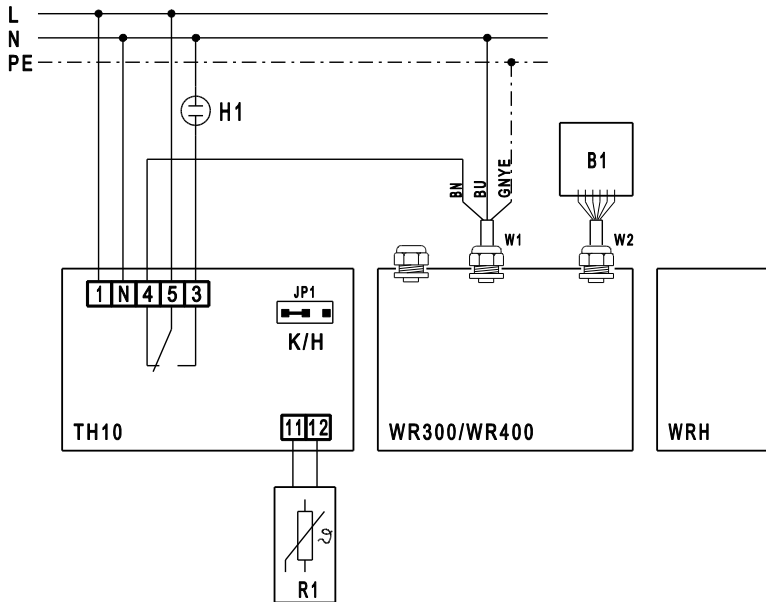 L
N
PE
H1
BN
BU
GNYE
B1
W1
W2
1 N 4 5 3
JP1
K/H
TH10
11 12
WR300/WR400
WRH
R1